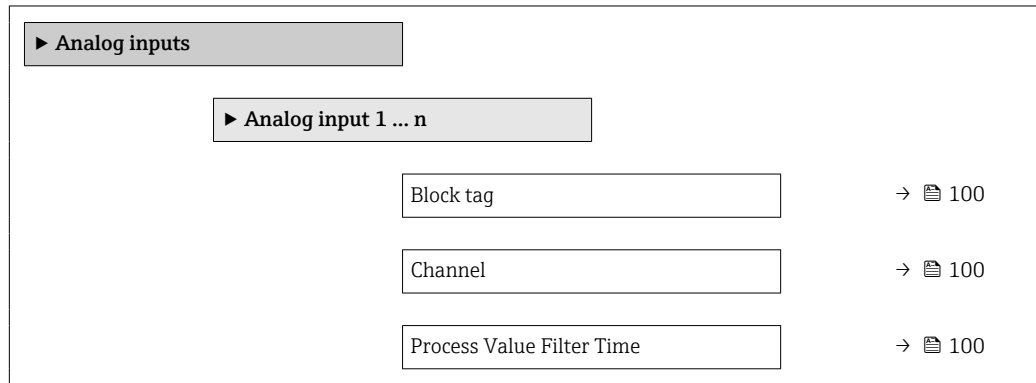 ▶ Analog inputs
▶ Analog input 1 ... n
Block tag → 100
Channel → 100
Process Value Filter Time → 100